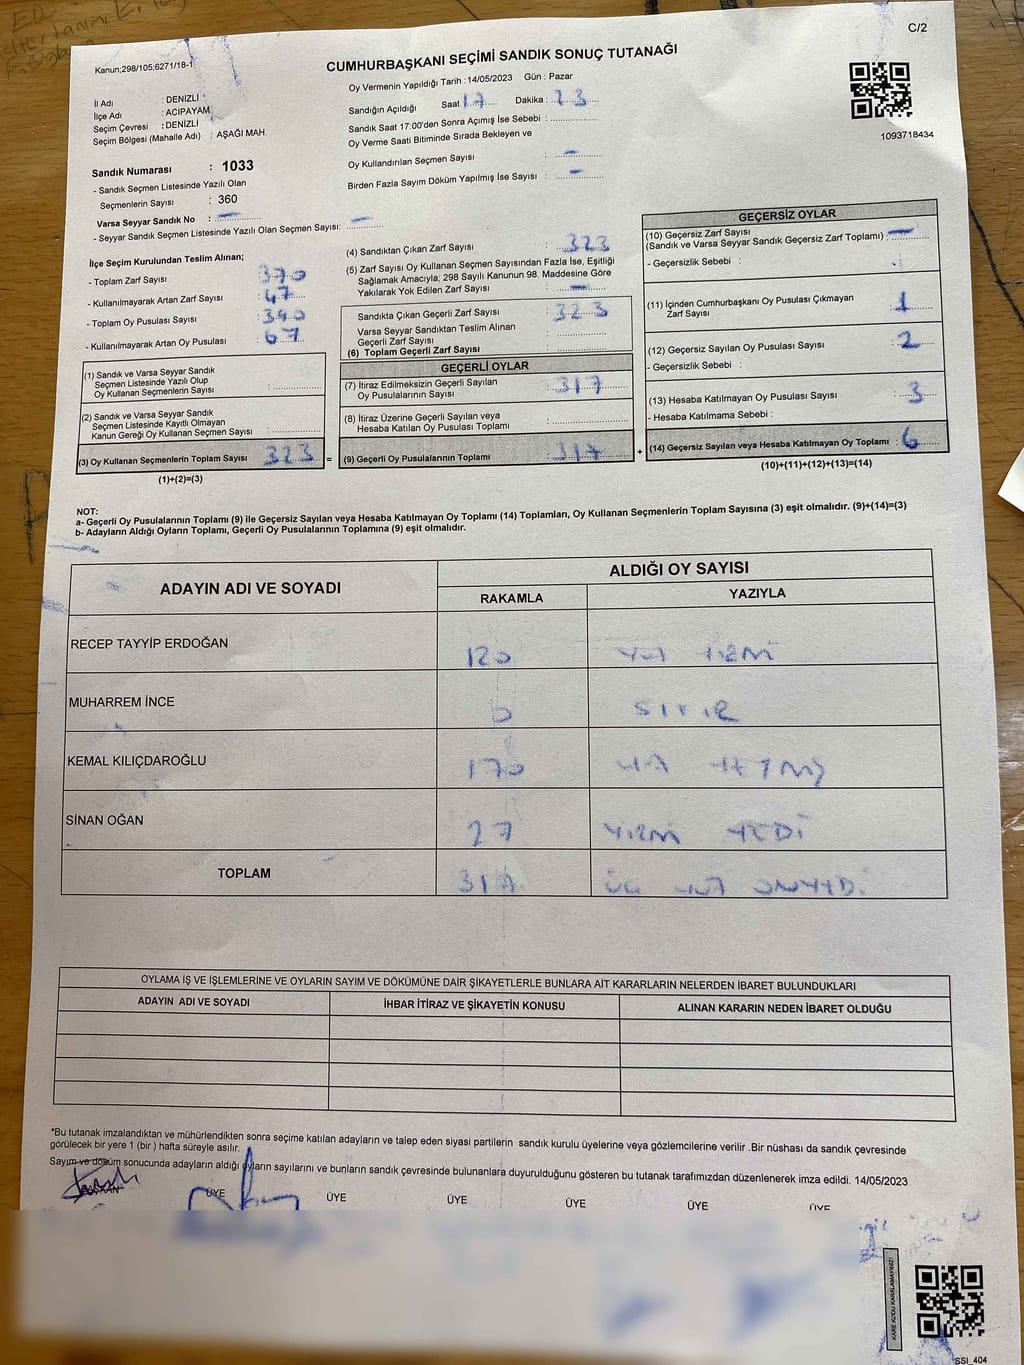 C/2
Kanun;298/105;6271/18-1
CUMHURBAŞKANI SEÇİMİ SANDIK SONUÇ TUTANAĞI
İl Adı : DENİZLİ
İlçe Adı : ACIPAYAM
Seçim Çevresi : DENİZLİ
Seçim Bölgesi (Mahalle Adı) : AŞAĞI MAH.
Sandık Numarası : 1033
- Sandık Seçmen Listesinde Yazılı Olan
Seçmenlerin Sayısı : 360
Varsa Seyyar Sandık No : -
- Seyyar Sandık Seçmen Listesinde Yazılı Olan Seçmen Sayısı: -
Oy Vermenin Yapıldığı Tarih : 14/05/2023 Gün : Pazar
Sandığın Açıldığı Saat 17 Dakika : 23
Sandık Saat 17:00'den Sonra Açımış İse Sebebi :
Oy Verme Saati Bitiminde Sırada Bekleyen ve
Oy Kullandırılan Seçmen Sayısı : -
Birden Fazla Sayım Döküm Yapılmış İse Sayısı : -
1093718434
İlçe Seçim Kurulundan Teslim Alınan;
- Toplam Zarf Sayısı : 370
- Kullanılmayarak Artan Zarf Sayısı : 47
- Toplam Oy Pusulası Sayısı : 390
- Kullanılmayarak Artan Oy Pusulası : 67
(4) Sandıktan Çıkan Zarf Sayısı : 323
(5) Zarf Sayısı Oy Kullanan Seçmen Sayısından Fazla İse, Eşitliği
Sağlamak Amacıyla; 298 Sayılı Kanunun 98. Maddesine Göre
Yakılarak Yok Edilen Zarf Sayısı : -
Sandıkta Çıkan Geçerli Zarf Sayısı : 323
Varsa Seyyar Sandıktan Teslim Alınan
Geçerli Zarf Sayısı :
(6) Toplam Geçerli Zarf Sayısı :
GEÇERSİZ OYLAR
(10) Geçersiz Zarf Sayısı
(Sandık ve Varsa Seyyar Sandık Geçersiz Zarf Toplamı) : -
- Geçersizlik Sebebi :
(11) İçinden Cumhurbaşkanı Oy Pusulası Çıkmayan
Zarf Sayısı : 1
(12) Geçersiz Sayılan Oy Pusulası Sayısı : 2
- Geçersizlik Sebebi :
(13) Hesaba Katılmayan Oy Pusulası Sayısı : 3
- Hesaba Katılmama Sebebi :
(14) Geçersiz Sayılan veya Hesaba Katılmayan Oy Toplamı : 6
(10)+(11)+(12)+(13)=(14)
(1) Sandık ve Varsa Seyyar Sandık
Seçmen Listesinde Yazılı Olup
Oy Kullanan Seçmenlerin Sayısı :
(2) Sandık ve Varsa Seyyar Sandık
Seçmen Listesinde Kayıtlı Olmayan
Kanun Gereği Oy Kullanan Seçmen Sayısı :
(3) Oy Kullanan Seçmenlerin Toplam Sayısı 323 =
(1)+(2)=(3)
GEÇERLİ OYLAR
(7) İtiraz Edilmeksizin Geçerli Sayılan
Oy Pusulalarının Sayısı : 317
(8) İtiraz Üzerine Geçerli Sayılan veya
Hesaba Katılan Oy Pusulası Toplamı :
(9) Geçerli Oy Pusulalarının Toplamı : 317 +
NOT:
a- Geçerli Oy Pusulalarının Toplamı (9) ile Geçersiz Sayılan veya Hesaba Katılmayan Oy Toplamı (14) Toplamları, Oy Kullanan Seçmenlerin Toplam Sayısına (3) eşit olmalıdır. (9)+(14)=(3)
b- Adayların Aldığı Oyların Toplamı, Geçerli Oy Pusulalarının Toplamına (9) eşit olmalıdır.
ADAYIN ADI VE SOYADI
ALDIĞI OY SAYISI
RAKAMLA YAZIYLA
RECEP TAYYİP ERDOĞAN 120 YÜZ YİRMİ
MUHARREM İNCE 0 SIFIR
KEMAL KILIÇDAROĞLU 170 YÜZ YETMİŞ
SİNAN OĞAN 27 YİRMİ YEDİ
TOPLAM 317 ÜÇ YÜZ ONYEDİ
OYLAMA İŞ VE İŞLEMLERİNE VE OYLARIN SAYIM VE DÖKÜMÜNE DAİR ŞİKAYETLERLE BUNLARA AİT KARARLARIN NELERDEN İBARET BULUNDUKLARI
ADAYIN ADI VE SOYADI İHBAR İTİRAZ VE ŞİKAYETİN KONUSU ALINAN KARARIN NEDEN İBARET OLDUĞU
*Bu tutanak imzalandıktan ve mühürlendikten sonra seçime katılan adayların ve talep eden siyasi partilerin sandık kurulu üyelerine veya gözlemcilerine verilir .Bir nüshası da sandık çevresinde
görülecek bir yere 1 (bir ) hafta süreyle asılır.
Sayım ve döküm sonucunda adayların aldığı oyların sayılarını ve bunların sandık çevresinde bulunanlara duyurulduğunu gösteren bu tutanak tarafımızdan düzenlenerek imza edildi. 14/05/2023
BAŞKAN ÜYE ÜYE ÜYE ÜYE ÜYE ÜYE
KARE KODU KARALAMAYINIZ!
SSI_404